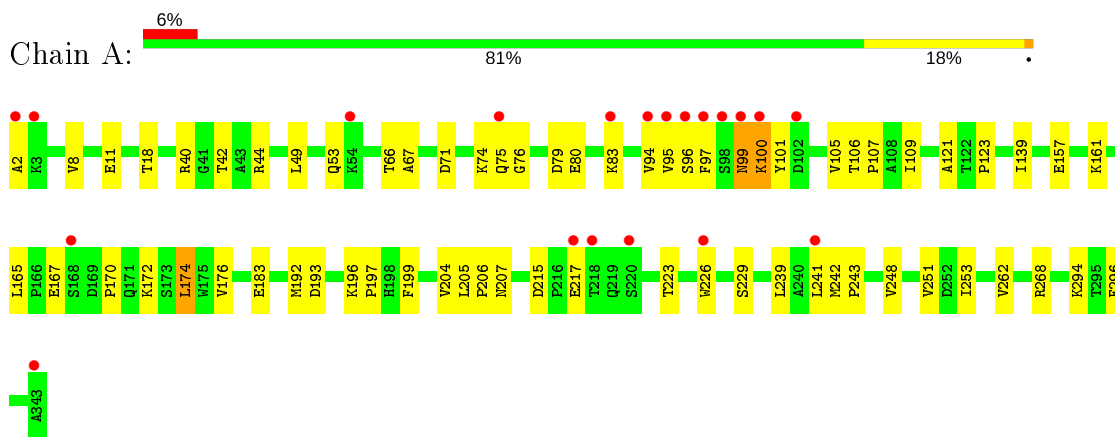 6%
Chain A:
81% 18% •
A2 K3 V8 E11 T18 R40 G41 T42 A43 R44 L49 Q53 K54 T66 A67 D71 K74 Q75 G76 D79 E80 K83 V94 V95 S96 F97 S98 N99 K100 Y101 D102 V105 T106 P107 A108 I109 A121 T122 P123 I139 E157 K161
L165 P166 E167 S168 D169 P170 Q171 K172 S173 L174 W175 V176 E183 M192 D193 K196 P197 H198 F199 V204 L205 P206 N207 D215 P216 E217 T218 Q219 S220 T223 W226 S229 L239 A240 L241 M242 P243 V248 V251 D252 I253 V262 R268 K294 T295
A343